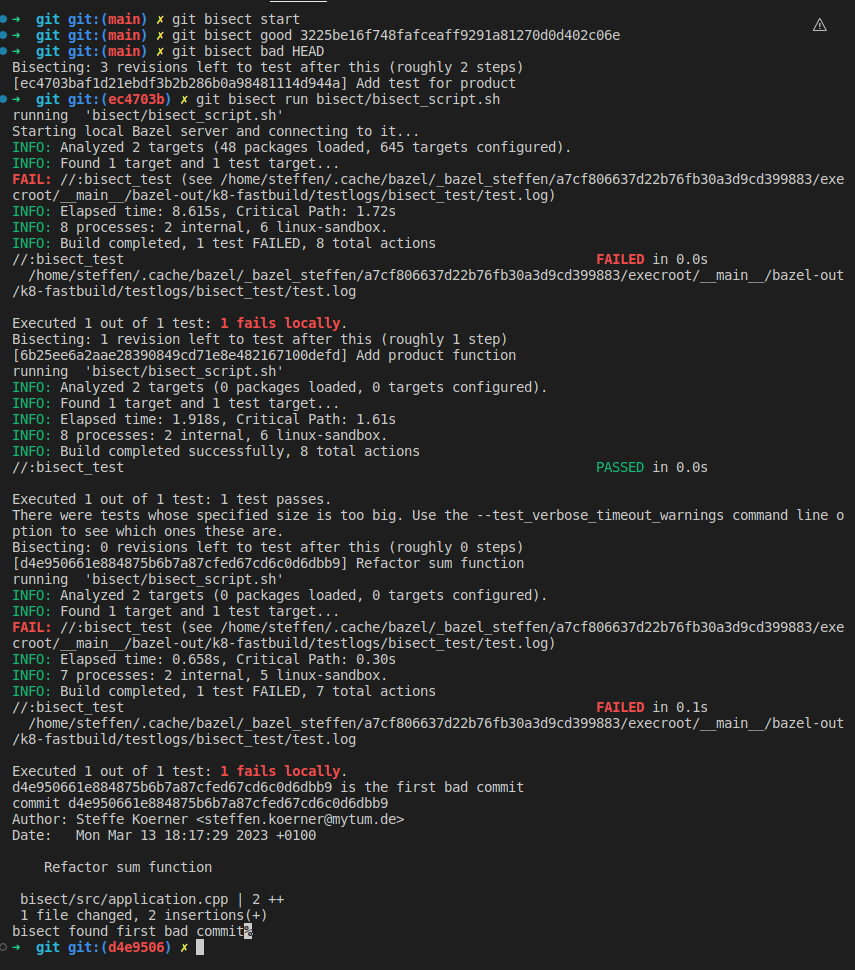 ➜  git git:(main) ✗ git bisect start
➜  git git:(main) ✗ git bisect good 3225be16f748fafceaff9291a81270d0d402c06e
➜  git git:(main) ✗ git bisect bad HEAD
Bisecting: 3 revisions left to test after this (roughly 2 steps)
[ec4703baf1d21ebdf3b2b286b0a98481114d944a] Add test for product
➜  git git:(ec4703b) ✗ git bisect run bisect/bisect_script.sh
running  'bisect/bisect_script.sh'
Starting local Bazel server and connecting to it...
INFO: Analyzed 2 targets (48 packages loaded, 645 targets configured).
INFO: Found 1 target and 1 test target...
FAIL: //:bisect_test (see /home/steffen/.cache/bazel/_bazel_steffen/a7cf806637d22b76fb30a3d9cd399883/exe
croot/__main__/bazel-out/k8-fastbuild/testlogs/bisect_test/test.log)
INFO: Elapsed time: 8.615s, Critical Path: 1.72s
INFO: 8 processes: 2 internal, 6 linux-sandbox.
INFO: Build completed, 1 test FAILED, 8 total actions
//:bisect_test                                                           FAILED in 0.0s
  /home/steffen/.cache/bazel/_bazel_steffen/a7cf806637d22b76fb30a3d9cd399883/execroot/__main__/bazel-out
/k8-fastbuild/testlogs/bisect_test/test.log

Executed 1 out of 1 test: 1 fails locally.
Bisecting: 1 revision left to test after this (roughly 1 step)
[6b25ee6a2aae28390849cd71e8e482167100defd] Add product function
running  'bisect/bisect_script.sh'
INFO: Analyzed 2 targets (0 packages loaded, 0 targets configured).
INFO: Found 1 target and 1 test target...
INFO: Elapsed time: 1.918s, Critical Path: 1.61s
INFO: 8 processes: 2 internal, 6 linux-sandbox.
INFO: Build completed successfully, 8 total actions
//:bisect_test                                                           PASSED in 0.0s

Executed 1 out of 1 test: 1 test passes.
There were tests whose specified size is too big. Use the --test_verbose_timeout_warnings command line o
ption to see which ones these are.
Bisecting: 0 revisions left to test after this (roughly 0 steps)
[d4e950661e884875b6b7a87cfed67cd6c0d6dbb9] Refactor sum function
running  'bisect/bisect_script.sh'
INFO: Analyzed 2 targets (0 packages loaded, 0 targets configured).
INFO: Found 1 target and 1 test target...
FAIL: //:bisect_test (see /home/steffen/.cache/bazel/_bazel_steffen/a7cf806637d22b76fb30a3d9cd399883/exe
croot/__main__/bazel-out/k8-fastbuild/testlogs/bisect_test/test.log)
INFO: Elapsed time: 0.658s, Critical Path: 0.30s
INFO: 7 processes: 2 internal, 5 linux-sandbox.
INFO: Build completed, 1 test FAILED, 7 total actions
//:bisect_test                                                           FAILED in 0.1s
  /home/steffen/.cache/bazel/_bazel_steffen/a7cf806637d22b76fb30a3d9cd399883/execroot/__main__/bazel-out
/k8-fastbuild/testlogs/bisect_test/test.log

Executed 1 out of 1 test: 1 fails locally.
d4e950661e884875b6b7a87cfed67cd6c0d6dbb9 is the first bad commit
commit d4e950661e884875b6b7a87cfed67cd6c0d6dbb9
Author: Steffe Koerner <steffen.koerner@mytum.de>
Date:   Mon Mar 13 18:17:29 2023 +0100

    Refactor sum function

 bisect/src/application.cpp | 2 ++
 1 file changed, 2 insertions(+)
bisect found first bad commit%
➜  git git:(d4e9506) ✗